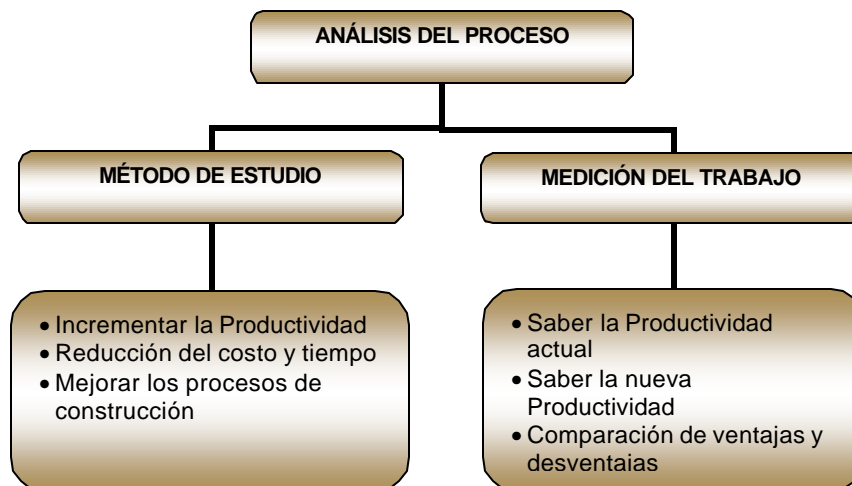 ANÁLISIS DEL PROCESO
MÉTODO DE ESTUDIO
MEDICIÓN DEL TRABAJO
• Incrementar la Productividad
• Reducción del costo y tiempo
• Mejorar los procesos de
construcción
• Saber la Productividad
actual
• Saber la nueva
Productividad
• Comparación de ventajas y
desventajas